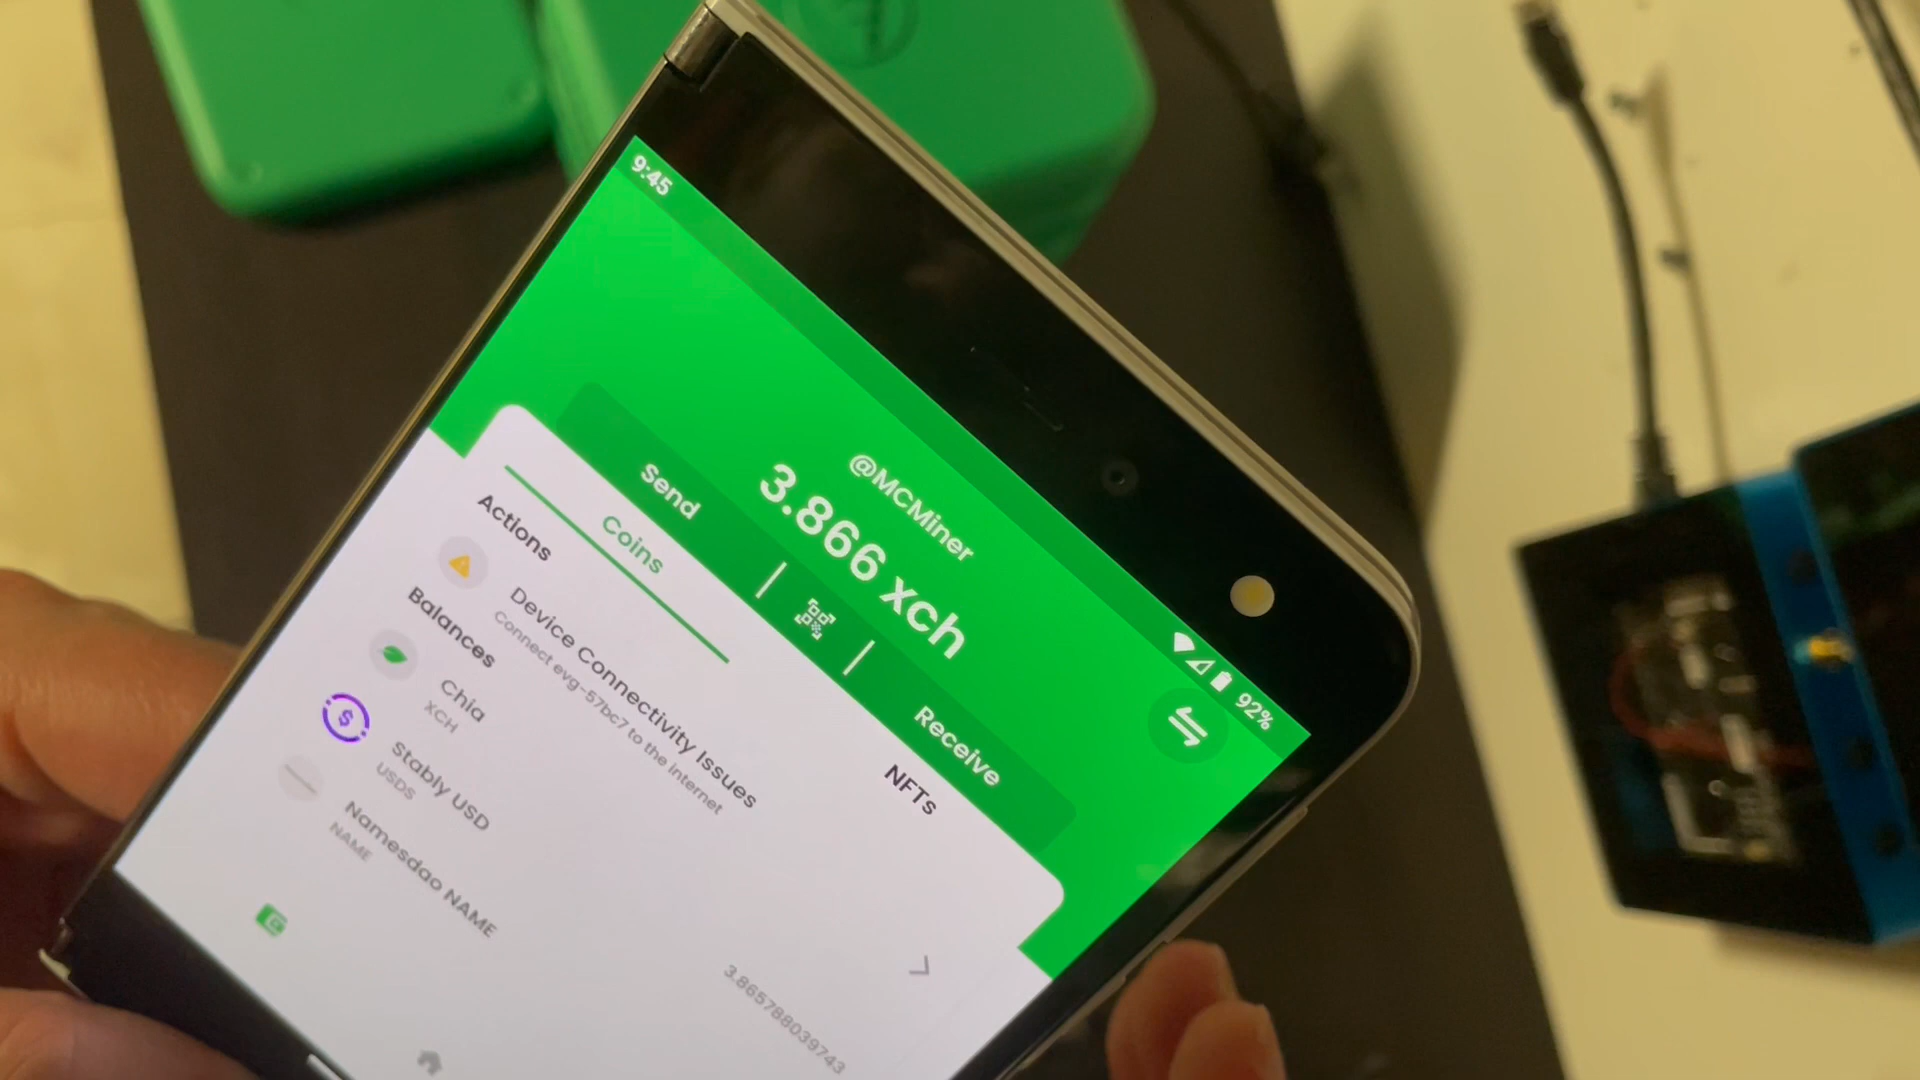 9:45
92%
@MCMiner
3.866 xch
Send
Receive
Coins
NFTs
Actions
Device Connectivity Issues
Connect evg-57bc7 to the internet
Balances
Chia
XCH
3.865788039743
Stably USD
USDS
Namesdao NAME
NAME